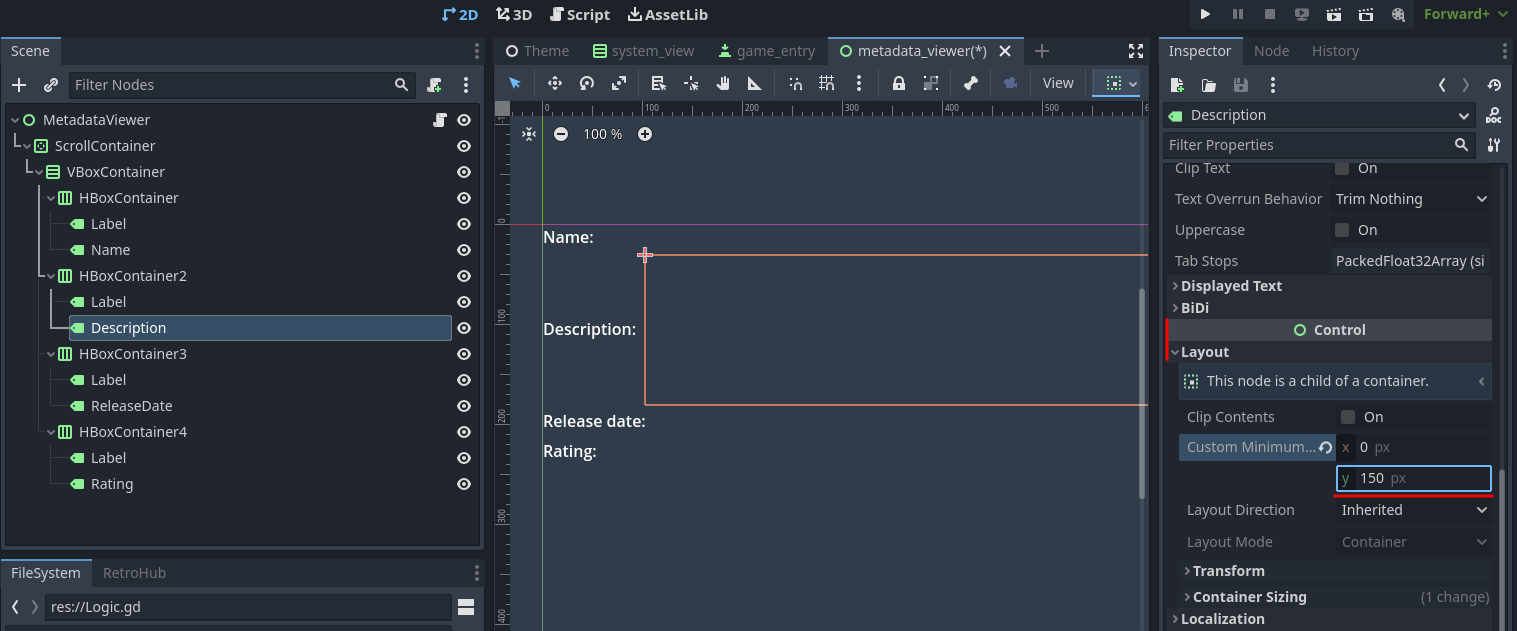 2D 3D Script AssetLib Forward+
Scene
Theme system_view game_entry metadata_viewer(*)
Inspector Node History
Filter Nodes
View
MetadataViewer
ScrollContainer
VBoxContainer
HBoxContainer
Label
Name
HBoxContainer2
Label
Description
HBoxContainer3
Label
ReleaseDate
HBoxContainer4
Label
Rating
FileSystem RetroHub
res://Logic.gd
0 100 200 300 400 500
100 %
0
100
200
300
400
Name:
Description:
Release date:
Rating:
Description
Filter Properties
Clip Text On
Text Overrun Behavior Trim Nothing
Uppercase On
Tab Stops PackedFloat32Array (si
Displayed Text
BiDi
Control
Layout
This node is a child of a container.
Clip Contents On
Custom Minimum... x 0 px
y 150 px
Layout Direction Inherited
Layout Mode Container
Transform
Container Sizing (1 change)
Localization